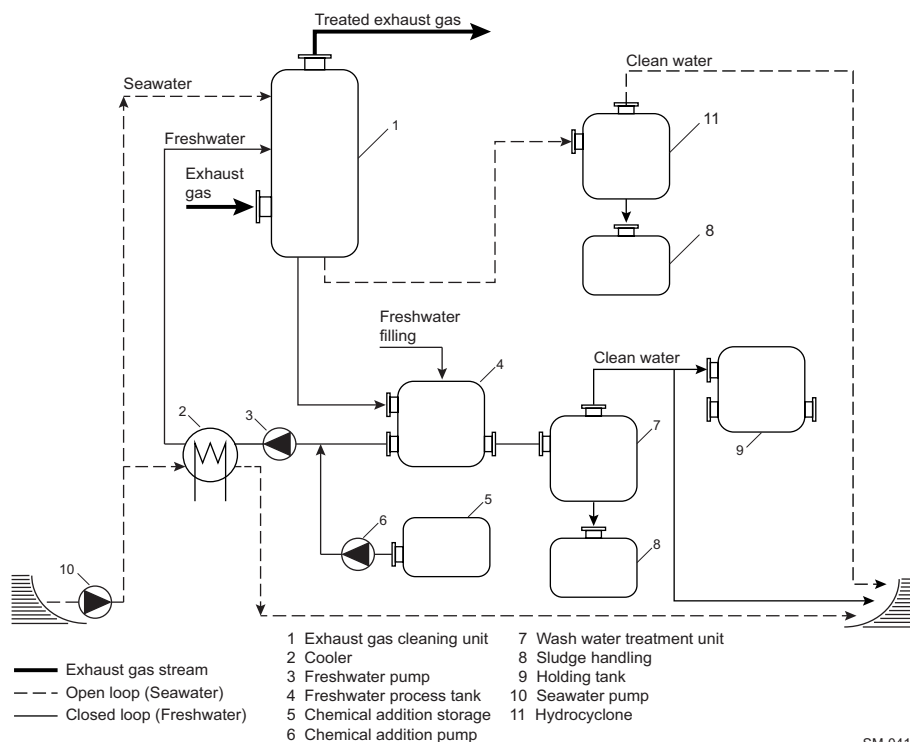 Treated exhaust gas
Seawater
Clean water
1
11
Freshwater
Exhaust
gas
8
Freshwater
filling
Clean water
4
2
3
7
9
5
6
8
10
1 Exhaust gas cleaning unit
2 Cooler
3 Freshwater pump
4 Freshwater process tank
5 Chemical addition storage
6 Chemical addition pump
7 Wash water treatment unit
8 Sludge handling
9 Holding tank
10 Seawater pump
11 Hydrocyclone
Exhaust gas stream
Open loop (Seawater)
Closed loop (Freshwater)